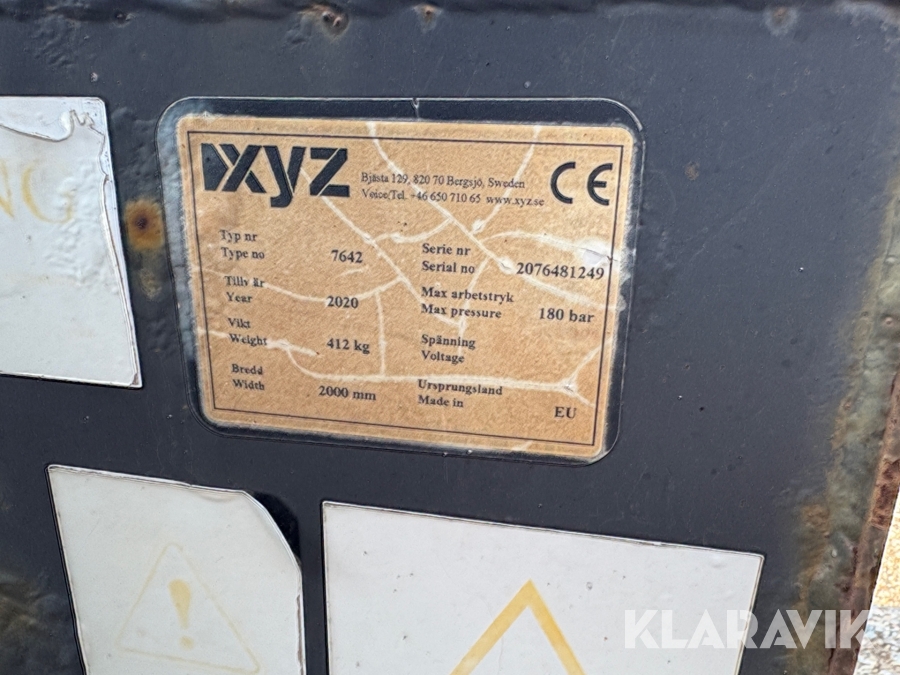 NG
XYZ
Bjästa 129, 820 70 Bergsjö, Sweden
Voice/Tel. +46 650 710 65 www.xyz.se
CE
Typ nr
Type no 7642
Serie nr
Serial no 2076481249
Tillv år
Year 2020
Max arbetstryk
Max pressure 180 bar
Vikt
Weight 412 kg
Spänning
Voltage
Bredd
Width 2000 mm
Ursprungsland
Made in EU
KLARAVIK